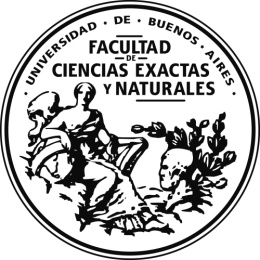 · UNIVERSIDAD · DE · BUENOS · AIRES ·
FACULTAD
DE
CIENCIAS EXACTAS
Y NATURALES